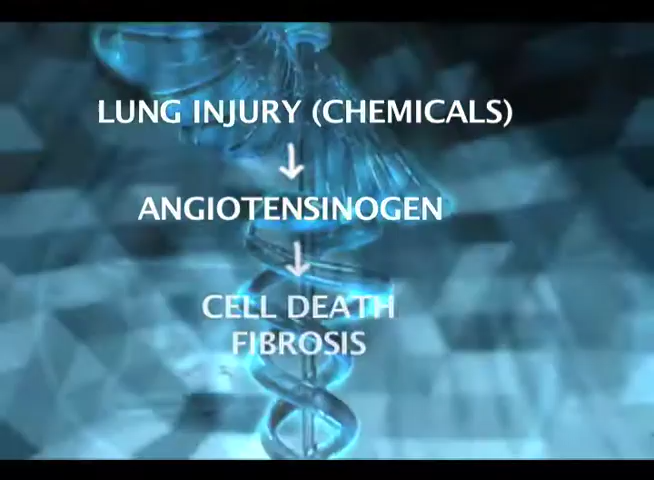 LUNG INJURY (CHEMICALS)
↓
ANGIOTENSINOGEN
↓
CELL DEATH
FIBROSIS